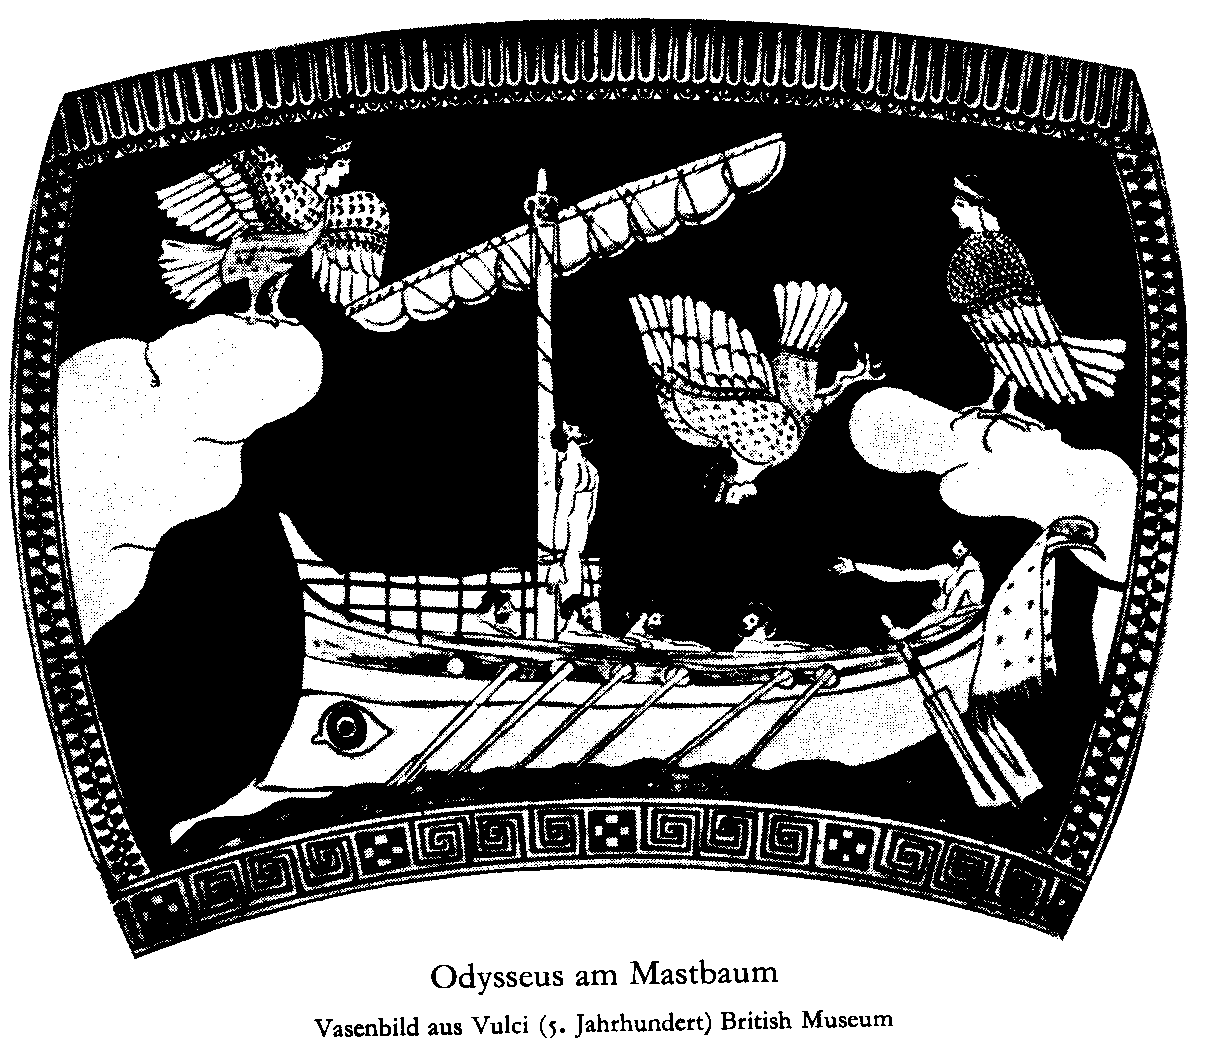 Odysseus am Mastbaum
Vasenbild aus Vulci (5. Jahrhundert) British Museum